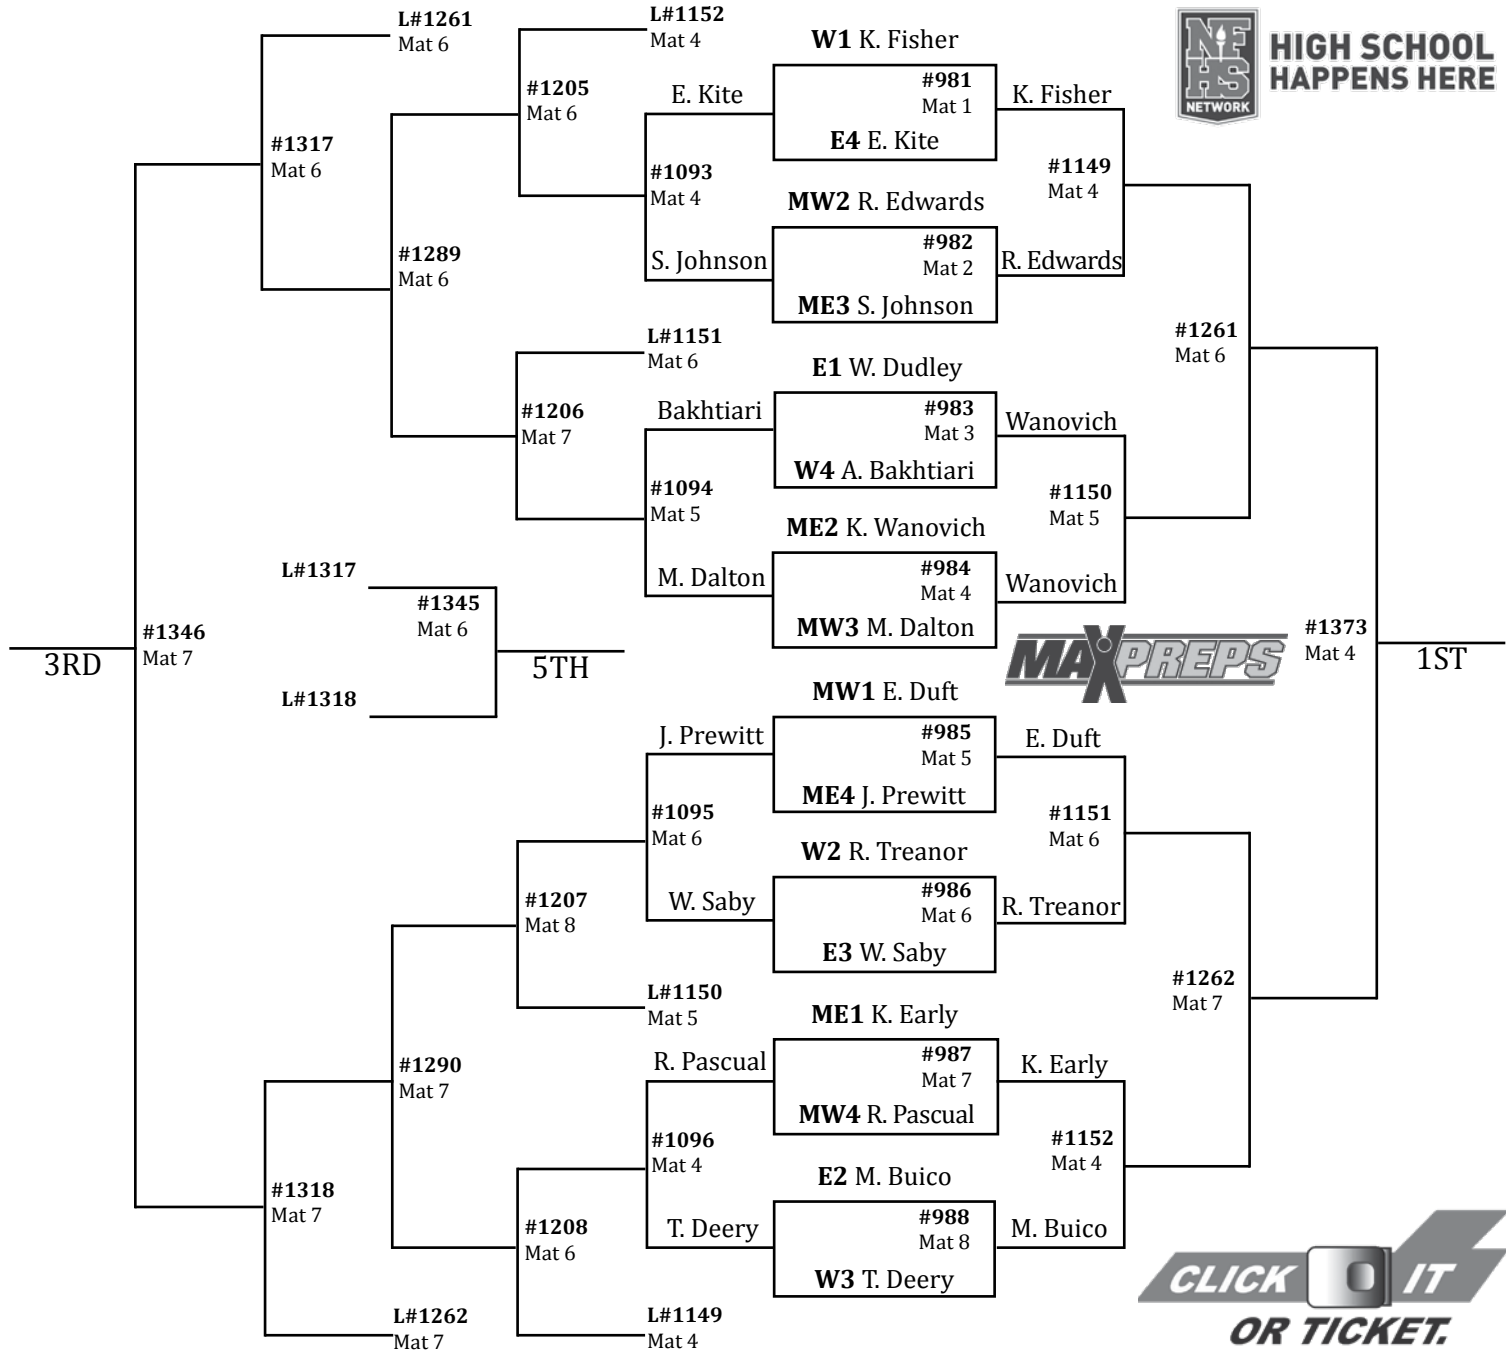 L#1261
Mat 6
L#1152
Mat 4
W1 K. Fisher
NFHS
NETWORK
HIGH SCHOOL
HAPPENS HERE
#1205
Mat 6
E. Kite
#981
Mat 1
K. Fisher
E4 E. Kite
#1317
Mat 6
#1093
Mat 4
#1149
Mat 4
MW2 R. Edwards
#1289
Mat 6
S. Johnson
#982
Mat 2
R. Edwards
ME3 S. Johnson
L#1151
Mat 6
#1261
Mat 6
E1 W. Dudley
#1206
Mat 7
Bakhtiari
#983
Mat 3
Wanovich
W4 A. Bakhtiari
#1094
Mat 5
#1150
Mat 5
ME2 K. Wanovich
L#1317
M. Dalton
#984
Mat 4
Wanovich
#1345
Mat 6
MW3 M. Dalton
#1346
Mat 7
#1373
Mat 4
3RD
5TH
MAXPREPS
1ST
L#1318
MW1 E. Duft
J. Prewitt
#985
Mat 5
E. Duft
ME4 J. Prewitt
#1095
Mat 6
#1151
Mat 6
W2 R. Treanor
#1207
Mat 8
W. Saby
#986
Mat 6
R. Treanor
E3 W. Saby
L#1150
Mat 5
#1262
Mat 7
ME1 K. Early
#1290
Mat 7
R. Pascual
#987
Mat 7
K. Early
MW4 R. Pascual
#1096
Mat 4
#1152
Mat 4
E2 M. Buico
#1318
Mat 7
#1208
Mat 6
T. Deery
#988
Mat 8
M. Buico
W3 T. Deery
L#1262
Mat 7
L#1149
Mat 4
CLICK IT
OR TICKET.